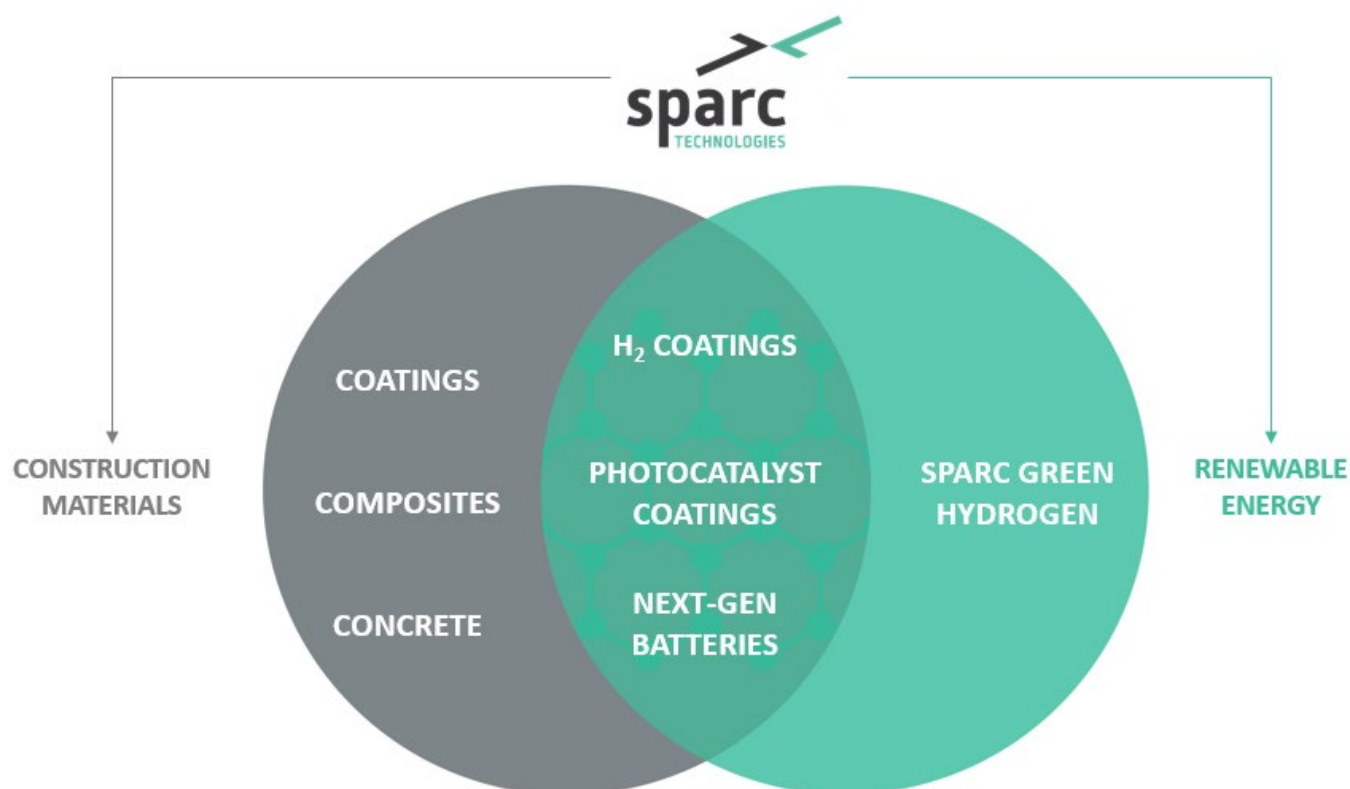 sparc
TECHNOLOGIES
CONSTRUCTION
MATERIALS
COATINGS
COMPOSITES
CONCRETE
H₂ COATINGS
PHOTOCATALYST
COATINGS
NEXT-GEN
BATTERIES
SPARC GREEN
HYDROGEN
RENEWABLE
ENERGY